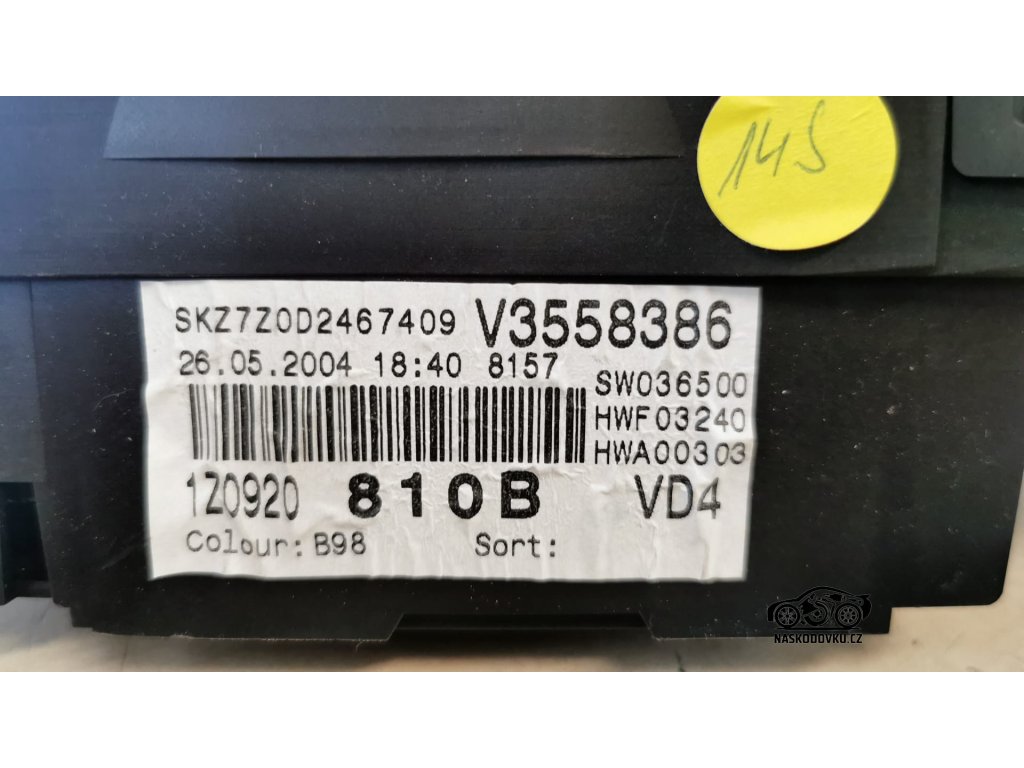 145
SKZ7Z0D2467409 V3558386
26.05.2004 18:40 8157
SW036500
HWF03240
HWA00303
1Z0920 810B VD4
Colour: B98 Sort:
NASKODOVKU.CZ